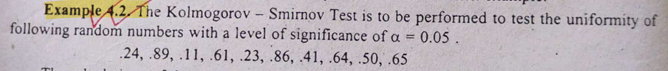 Example 4.2. The Kolmogorov – Smirnov Test is to be performed to test the uniformity of
following random numbers with a level of significance of α = 0.05 .
.24, .89, .11, .61, .23, .86, .41, .64, .50, .65